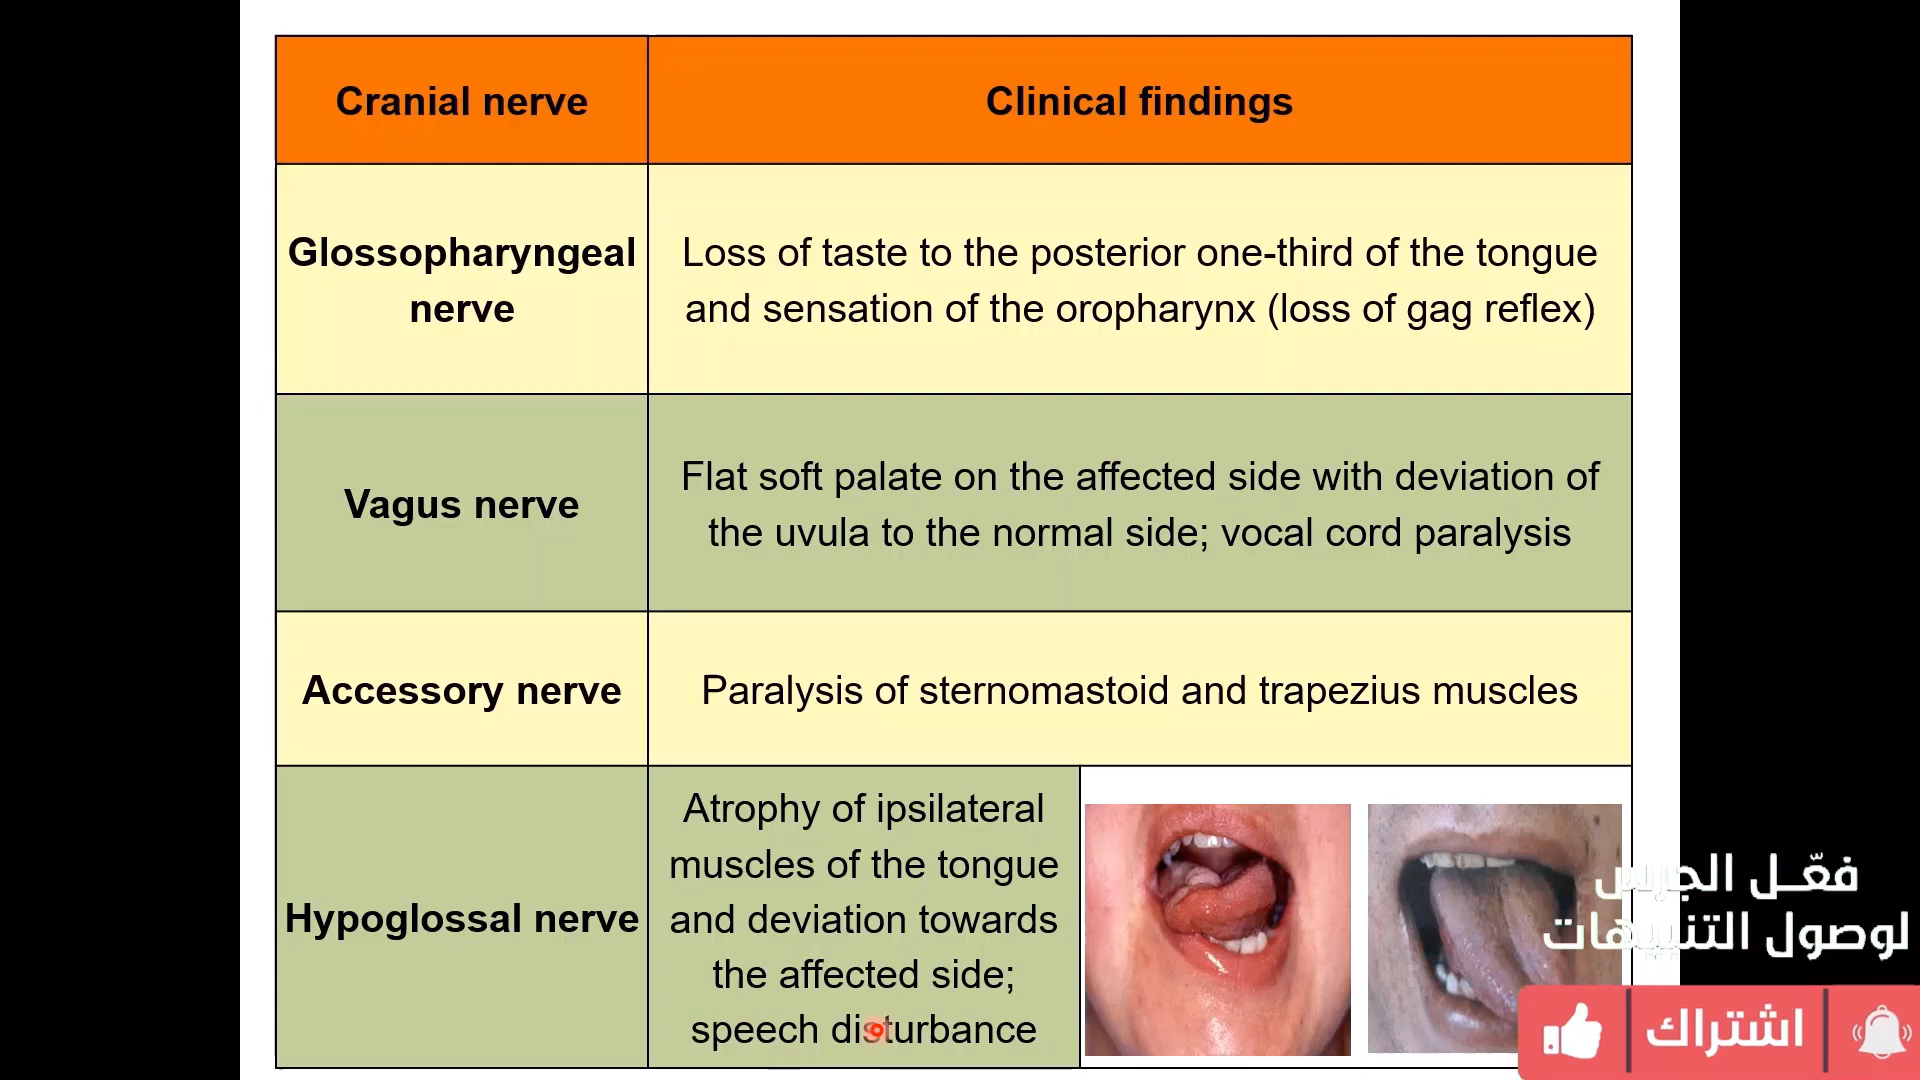 Cranial nerve
Clinical findings
Glossopharyngeal
nerve
Loss of taste to the posterior one-third of the tongue
and sensation of the oropharynx (loss of gag reflex)
Vagus nerve
Flat soft palate on the affected side with deviation of
the uvula to the normal side; vocal cord paralysis
Accessory nerve
Paralysis of sternomastoid and trapezius muscles
Hypoglossal nerve
Atrophy of ipsilateral
muscles of the tongue
and deviation towards
the affected side;
speech disturbance
فعّـل الجرس
لوصول التنبيهات
اشتراك